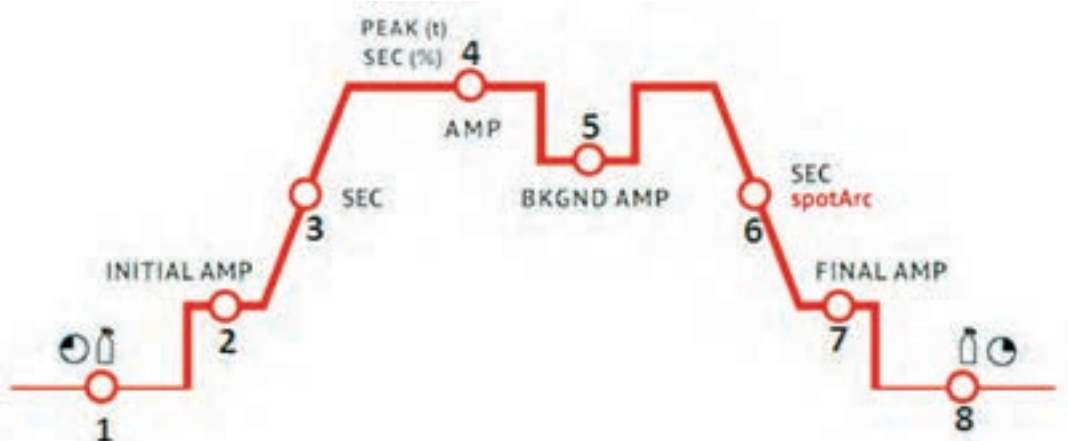 PEAK (t)
SEC (%)
4
AMP
5
BKGND AMP
3
SEC
6
SEC
spotArc
INITIAL AMP
2
FINAL AMP
7
1
8